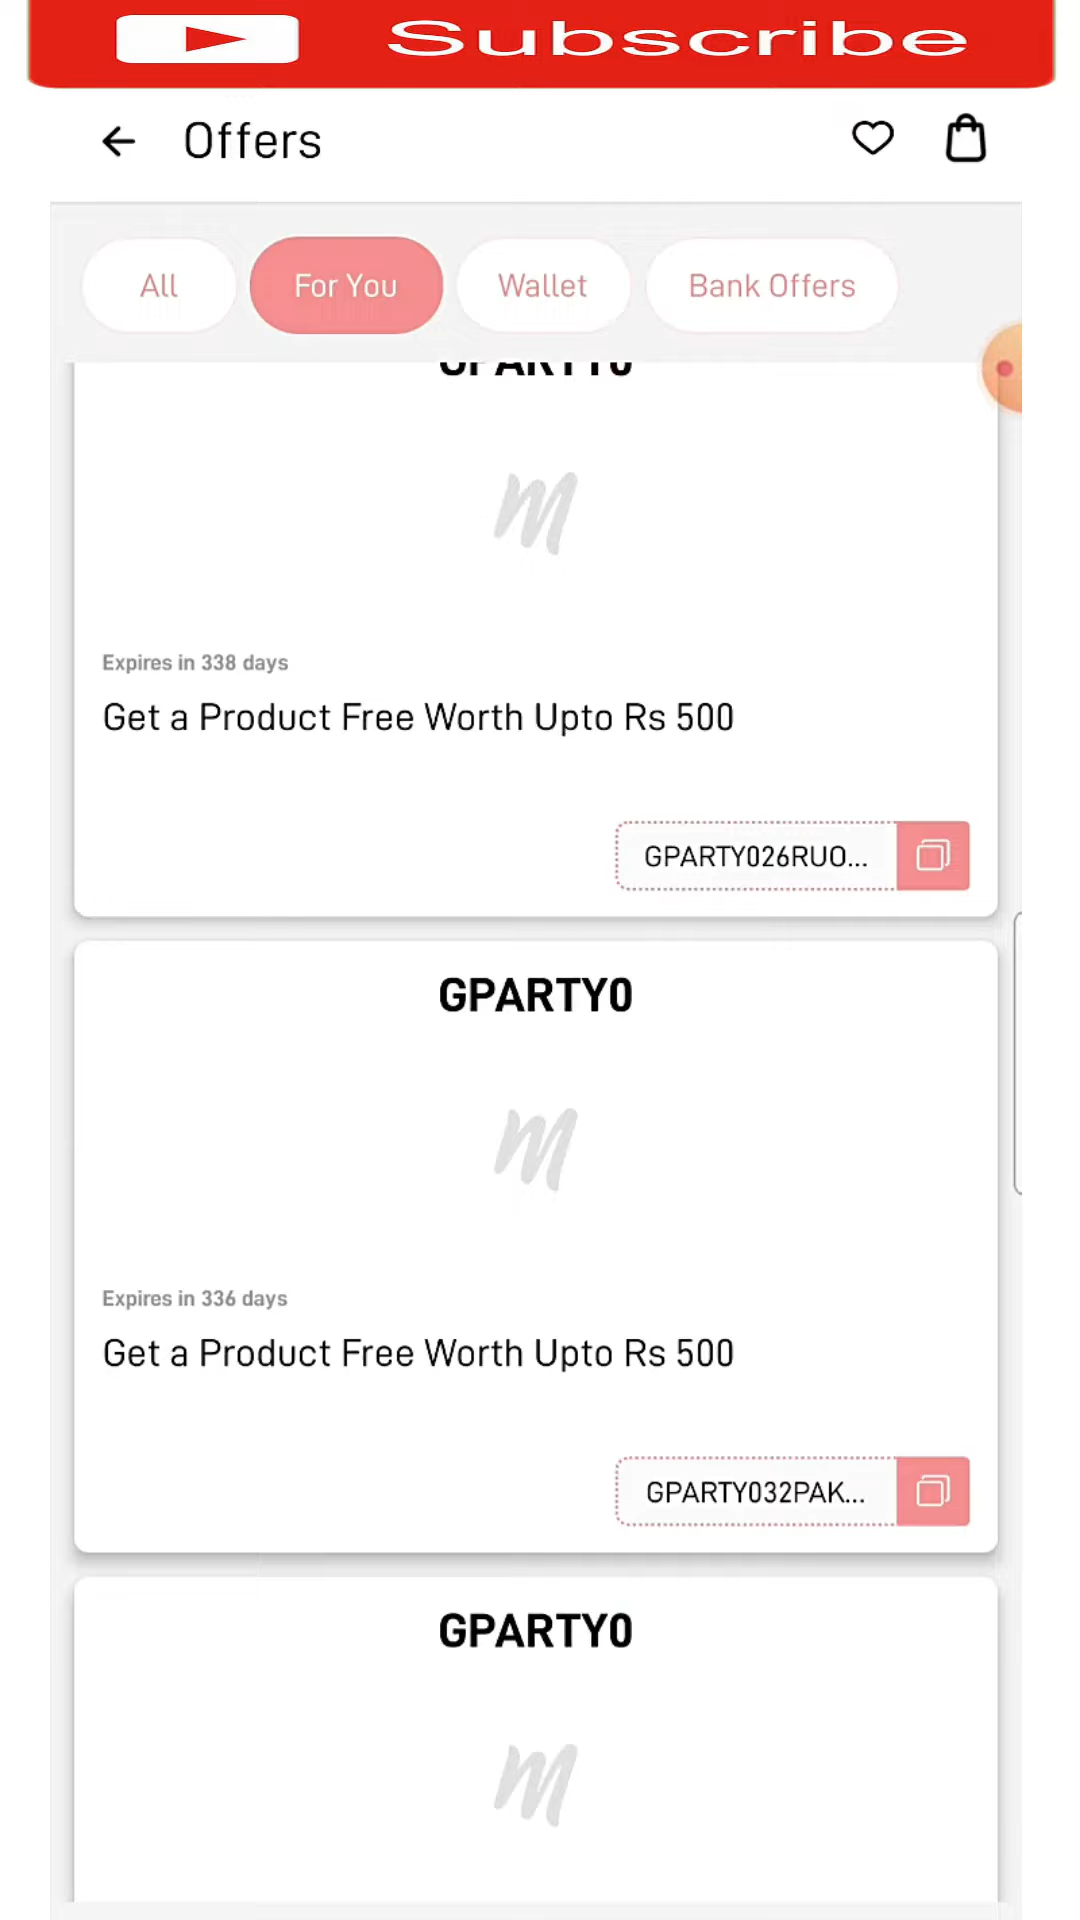 Subscribe
Offers
All
For You
Wallet
Bank Offers
GPARTY0
m
Expires in 338 days
Get a Product Free Worth Upto Rs 500
GPARTY026RUO...
GPARTY0
m
Expires in 336 days
Get a Product Free Worth Upto Rs 500
GPARTY032PAK...
GPARTY0
m